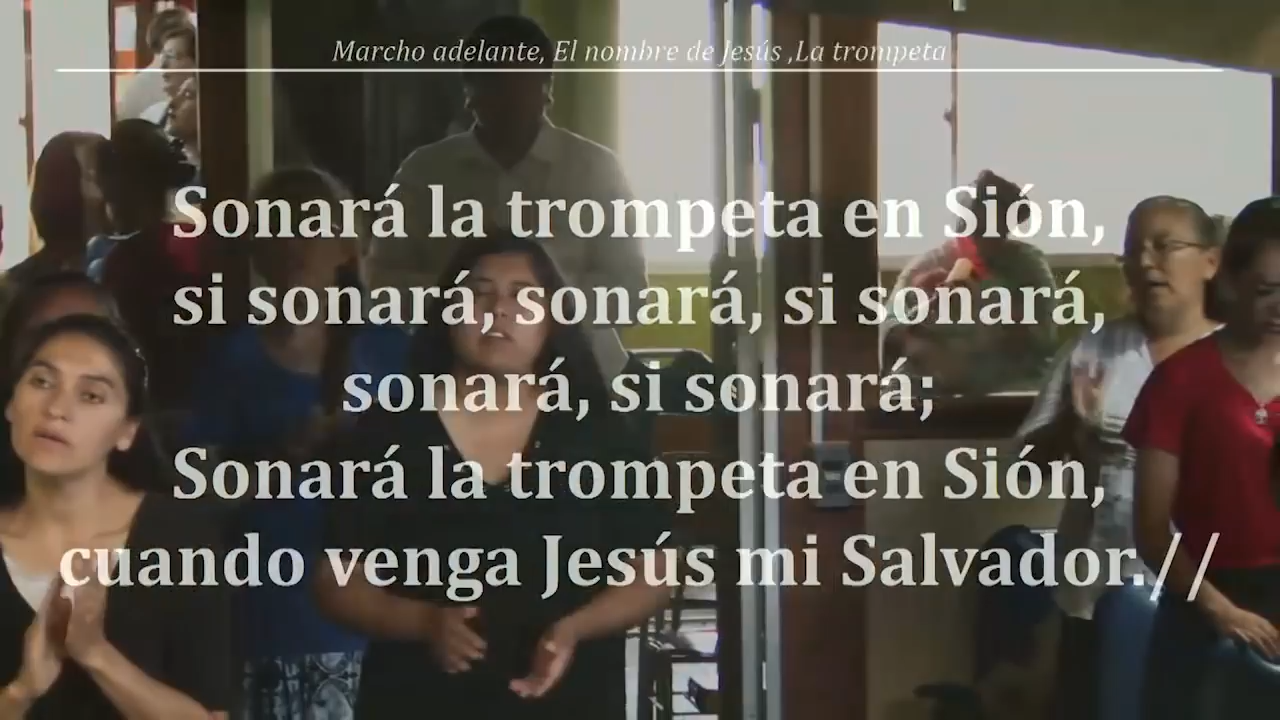 Marcho adelante, El nombre de Jesús ,La trompeta
Sonará la trompeta en Sión,
si sonará, sonará, si sonará,
sonará, si sonará;
Sonará la trompeta en Sión,
cuando venga Jesús mi Salvador.//